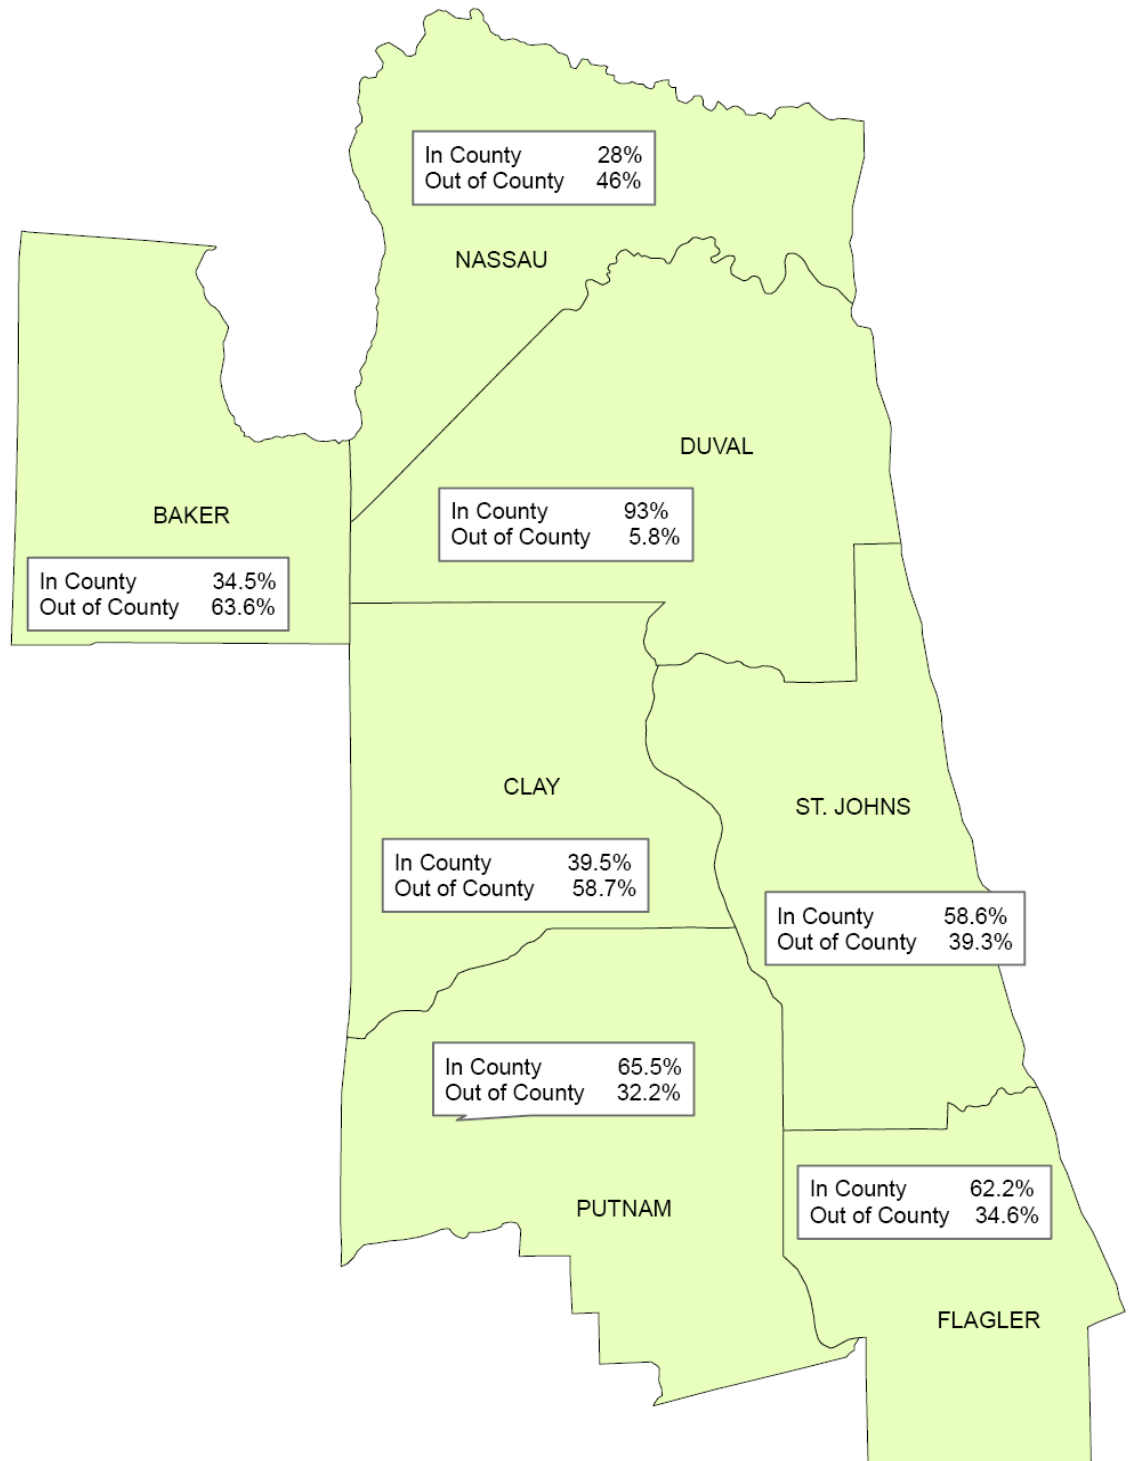 In County 28%
Out of County 46%
NASSAU
DUVAL
In County 93%
Out of County 5.8%
BAKER
In County 34.5%
Out of County 63.6%
CLAY
In County 39.5%
Out of County 58.7%
ST. JOHNS
In County 58.6%
Out of County 39.3%
In County 65.5%
Out of County 32.2%
PUTNAM
In County 62.2%
Out of County 34.6%
FLAGLER